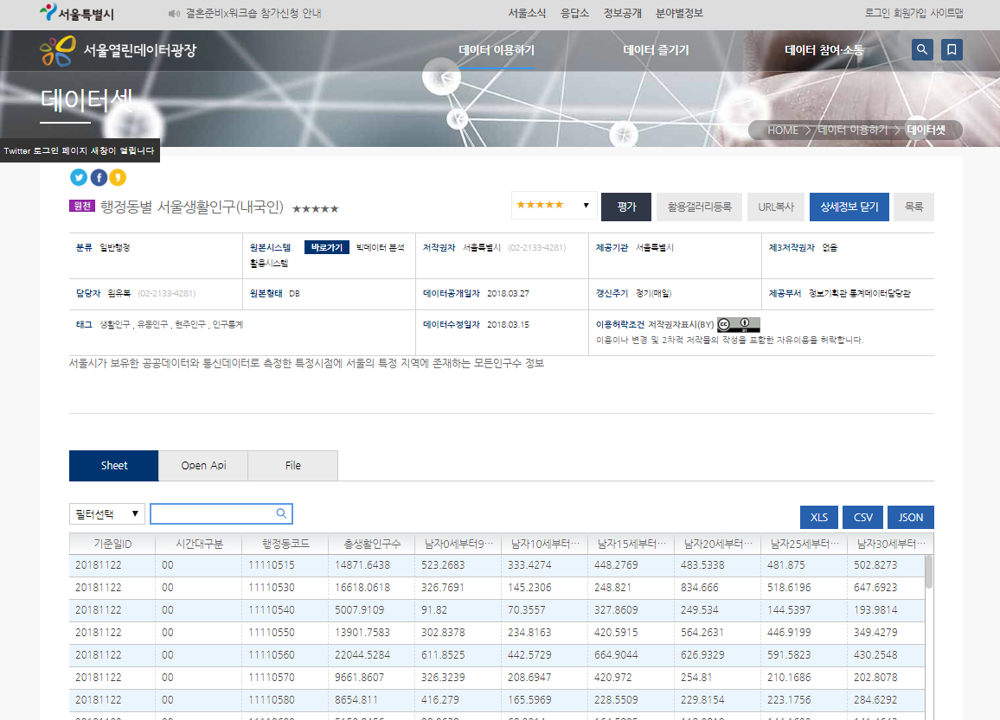 서울특별시 결혼준비x워크숍 참가신청 안내 서울소식 응답소 정보공개 분야별정보 로그인 회원가입 사이트맵
서울열린데이터광장 데이터 이용하기 데이터 즐기기 데이터 참여·소통
데이터셋
HOME > 데이터 이용하기 > 데이터셋
Twitter 로그인 페이지 새창이 열립니다
원천 행정동별 서울생활인구(내국인) ★★★★★ ★★★★★ ▼ 평가 활용갤러리등록 URL복사 상세정보 닫기 목록
분류 일반행정 원본시스템 바로가기 빅데이터 분석 저작권자 서울특별시 (02-2133-4281) 제공기관 서울특별시 제3저작권자 없음
활용시스템
담당자 원유복 (02-2133-4281) 원본형태 DB 데이터공개일자 2018.03.27 갱신주기 정기(매일) 제공부서 정보기획관 통계데이터담당관
태그 생활인구 , 유동인구 , 현주인구 , 인구통계 데이터수정일자 2018.03.15 이용허락조건 저작권자표시(BY) cc BY
이용이나 변경 및 2차적 저작물의 작성을 포함한 자유이용을 허락합니다.
서울시가 보유한 공공데이터와 통신데이터로 측정한 특정시점에 서울의 특정 지역에 존재하는 모든인구수 정보
Sheet Open Api File
필터선택 ▼ XLS CSV JSON
기준일ID 시간대구분 행정동코드 총생활인구수 남자0세부터9… 남자10세부터… 남자15세부터… 남자20세부터… 남자25세부터… 남자30세부터…
20181122 00 11110515 14871.6438 523.2683 333.4274 448.2769 483.5338 481.875 502.8273
20181122 00 11110530 16618.0618 326.7691 145.2306 248.821 834.666 518.6196 647.6923
20181122 00 11110540 5007.9109 91.82 70.3557 327.8609 249.534 144.5397 193.9814
20181122 00 11110550 13901.7583 302.8378 234.8163 420.5915 564.2631 446.9199 349.4279
20181122 00 11110560 22044.5284 611.8525 442.5729 664.9044 626.9329 591.5823 430.2548
20181122 00 11110570 9661.8607 326.3239 208.6947 420.972 254.81 210.1686 202.8078
20181122 00 11110580 8654.811 416.279 165.5969 228.5509 229.8154 223.1756 284.6292